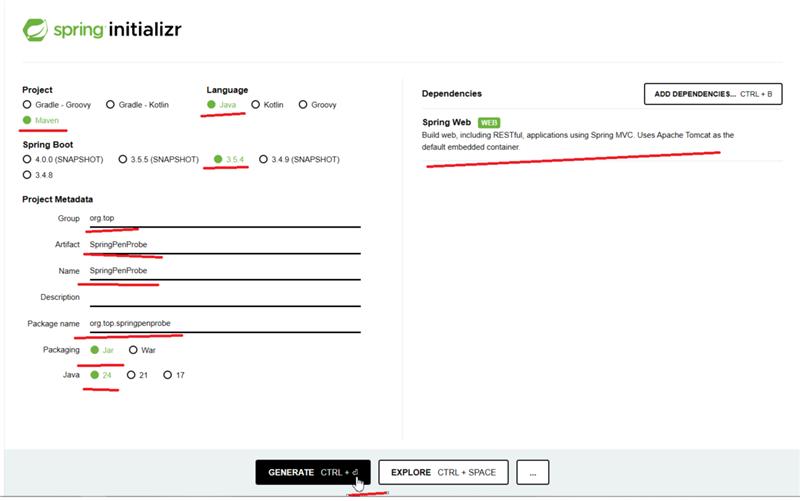 spring initializr
Project
Gradle - Groovy Gradle - Kotlin
Maven
Language
Java Kotlin Groovy
Spring Boot
4.0.0 (SNAPSHOT) 3.5.5 (SNAPSHOT) 3.5.4 3.4.9 (SNAPSHOT)
3.4.8
Project Metadata
Group org.top
Artifact SpringPenProbe
Name SpringPenProbe
Description
Package name org.top.springpenprobe
Packaging Jar War
Java 24 21 17
Dependencies ADD DEPENDENCIES... CTRL + B
Spring Web WEB
Build web, including RESTful, applications using Spring MVC. Uses Apache Tomcat as the
default embedded container.
GENERATE CTRL + ⏎ EXPLORE CTRL + SPACE ...